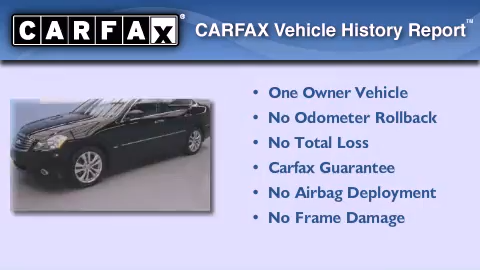 CARFAX® CARFAX Vehicle History Report™
• One Owner Vehicle
• No Odometer Rollback
• No Total Loss
• Carfax Guarantee
• No Airbag Deployment
• No Frame Damage